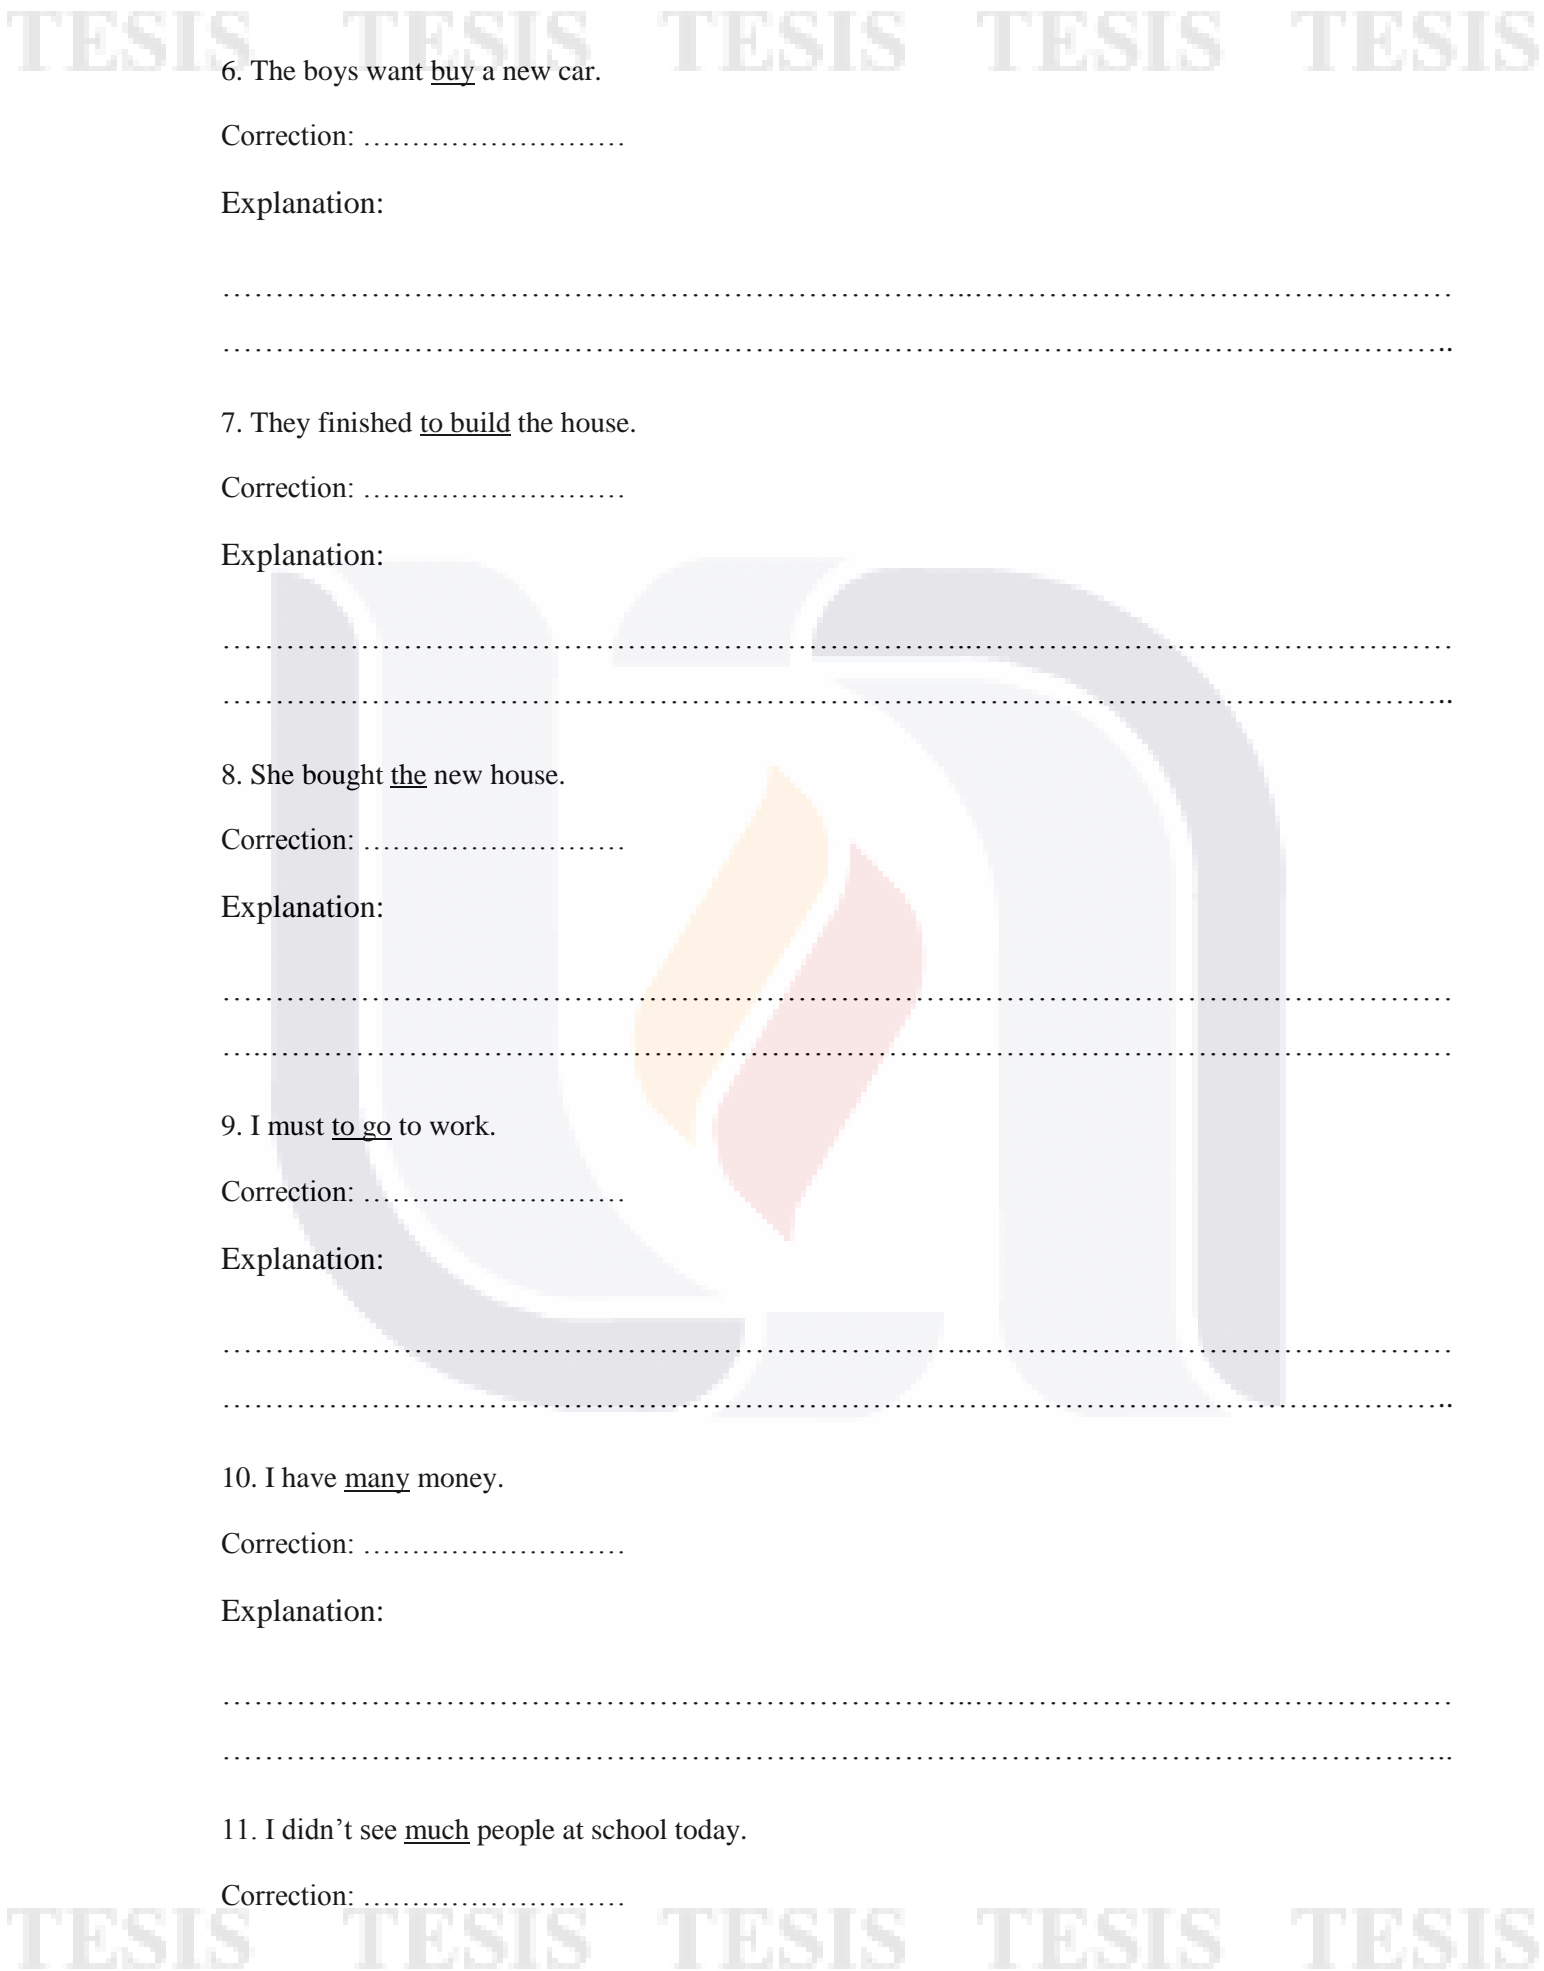 TESIS TESIS TESIS TESIS TESIS
6. The boys want buy a new car.
Correction: ………………………
Explanation:
……………………………………………………………..………………………………………
……………………………………………………………………………………………………..
7. They finished to build the house.
Correction: ………………………
Explanation:
……………………………………………………………..………………………………………
……………………………………………………………………………………………………..
8. She bought the new house.
Correction: ………………………
Explanation:
……………………………………………………………..………………………………………
…..……………………………………………………………………………………………………
9. I must to go to work.
Correction: ………………………
Explanation:
……………………………………………………………..………………………………………
……………………………………………………………………………………………………..
10. I have many money.
Correction: ………………………
Explanation:
……………………………………………………………..………………………………………
……………………………………………………………………………………………………..
11. I didn’t see much people at school today.
Correction: ………………………
TESIS TESIS TESIS TESIS TESIS